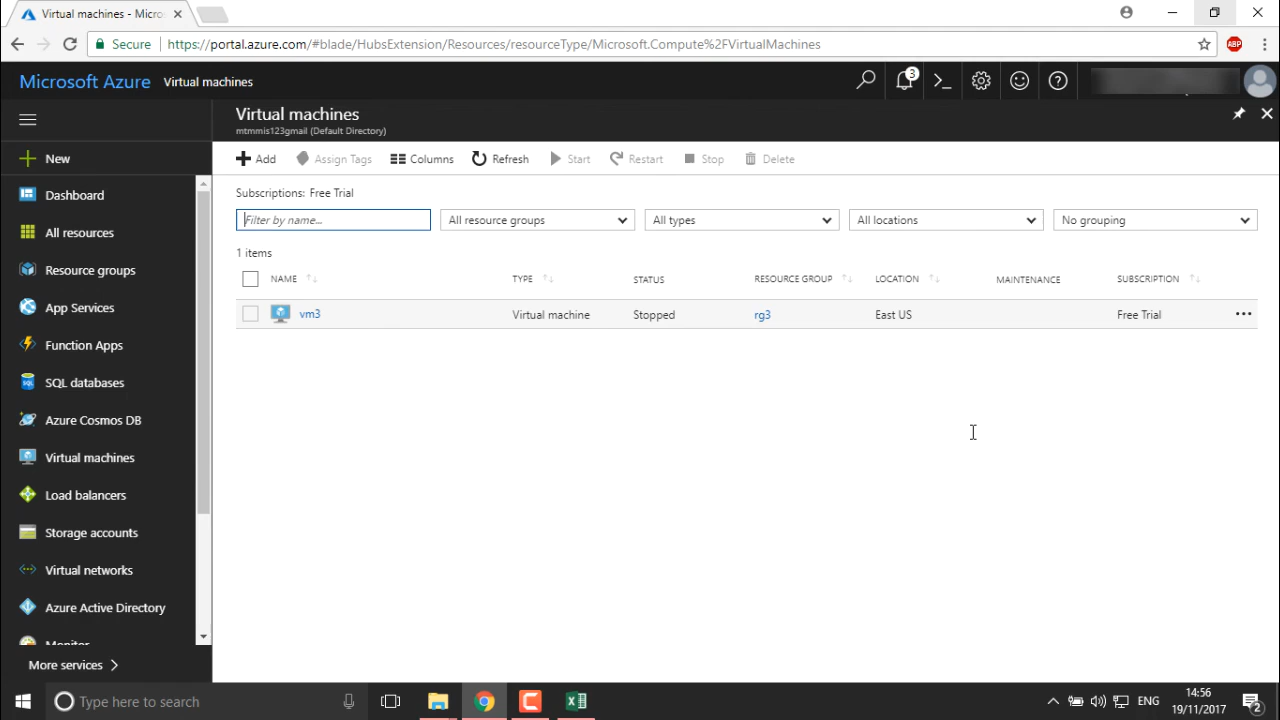 Virtual machines - Micro
Secure
https://portal.azure.com/#blade/HubsExtension/Resources/resourceType/Microsoft.Compute%2FVirtualMachines
ABP
Microsoft Azure
Virtual machines
3
Virtual machines
mtmmis123gmail (Default Directory)
New
Dashboard
All resources
Resource groups
App Services
Function Apps
SQL databases
Azure Cosmos DB
Virtual machines
Load balancers
Storage accounts
Virtual networks
Azure Active Directory
Monitor
More services
Add
Assign Tags
Columns
Refresh
Start
Restart
Stop
Delete
Subscriptions: Free Trial
Filter by name...
All resource groups
All types
All locations
No grouping
1 items
NAME
TYPE
STATUS
RESOURCE GROUP
LOCATION
MAINTENANCE
SUBSCRIPTION
vm3
Virtual machine
Stopped
rg3
East US
Free Trial
Type here to search
ENG
14:56
19/11/2017
2